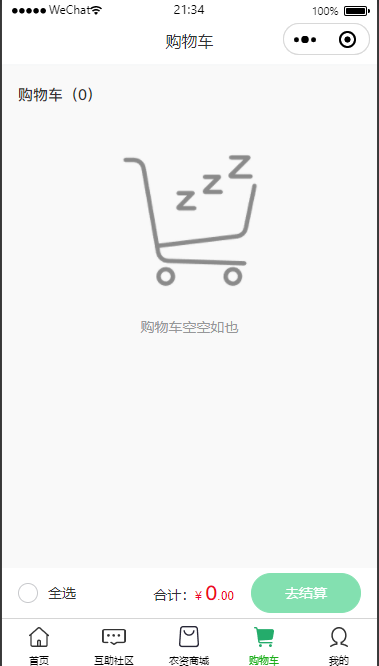 WeChat 21:34 100%
购物车
购物车（0）
z z z
购物车空空如也
全选 合计：¥ 0.00 去结算
首页 互助社区 农资商城 购物车 我的